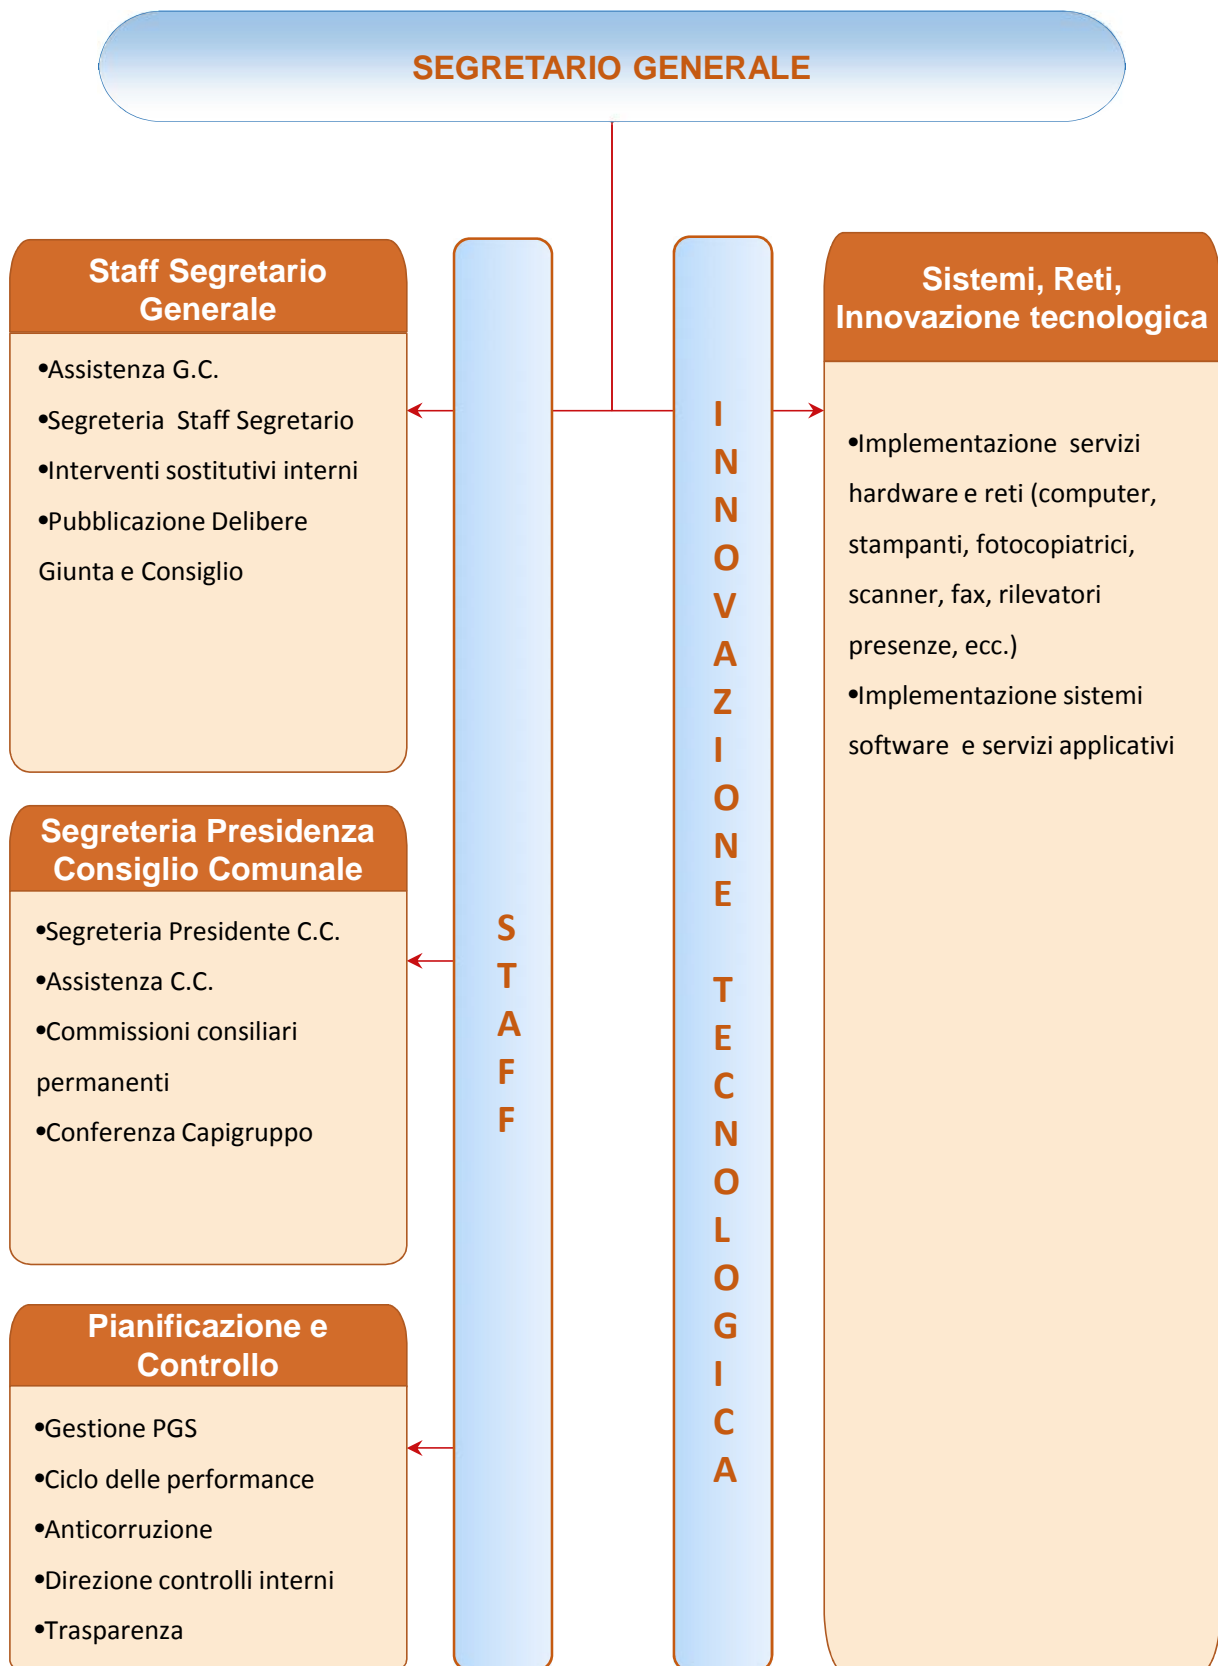 SEGRETARIO GENERALE
Staff Segretario
Generale
•Assistenza G.C.
•Segreteria Staff Segretario
•Interventi sostitutivi interni
•Pubblicazione Delibere
Giunta e Consiglio
Segreteria Presidenza
Consiglio Comunale
•Segreteria Presidente C.C.
•Assistenza C.C.
•Commissioni consiliari
permanenti
•Conferenza Capigruppo
Pianificazione e
Controllo
•Gestione PGS
•Ciclo delle performance
•Anticorruzione
•Direzione controlli interni
•Trasparenza
STAFF
INNOVAZIONE TECNOLOGICA
Sistemi, Reti,
Innovazione tecnologica
•Implementazione servizi
hardware e reti (computer,
stampanti, fotocopiatrici,
scanner, fax, rilevatori
presenze, ecc.)
•Implementazione sistemi
software e servizi applicativi